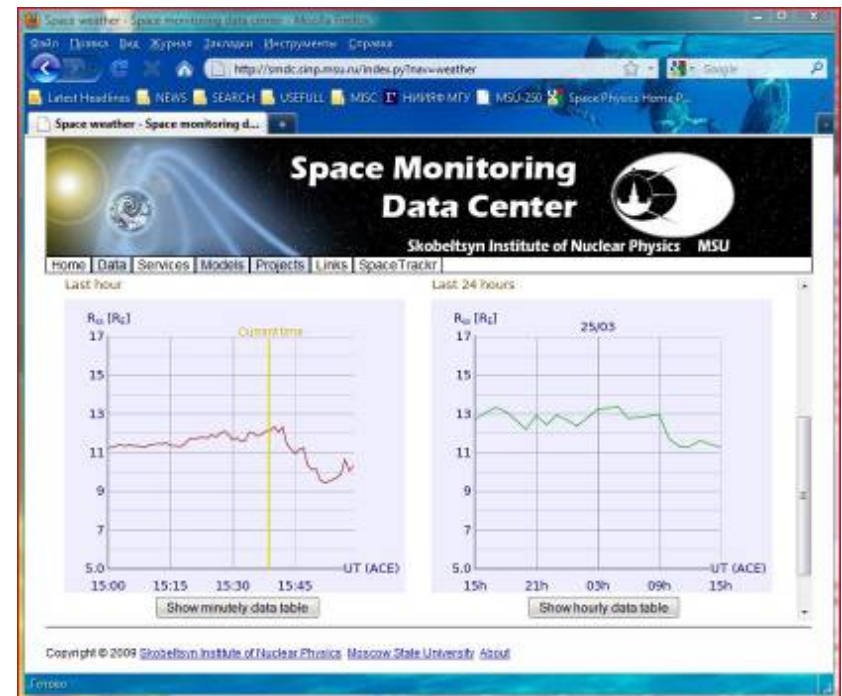 Space weather - Space monitoring data center - Mozilla Firefox
Файл Правка Вид Журнал Закладки Инструменты Справка
http://smdc.sinp.msu.ru/index.py?nav=weather
Google
Latest Headlines NEWS SEARCH USEFULL MISC НИИЯФ МГУ MSU-250 Space Physics Home P...
Space weather - Space monitoring d...
Space Monitoring
Data Center
Skobeltsyn Institute of Nuclear Physics MSU
Home Data Services Models Projects Links SpaceTrackr
Last hour
Last 24 hours
[Rᴇ]
Current time
17
15
13
11
9
7
5.0
UT (ACE)
15:00 15:15 15:30 15:45
Show minutely data table
[Rᴇ]
25/03
17
15
13
11
9
7
5.0
UT (ACE)
15h 21h 03h 09h 15h
Show hourly data table
Copyright © 2009 Skobeltsyn Institute of Nuclear Physics, Moscow State University About
Готово